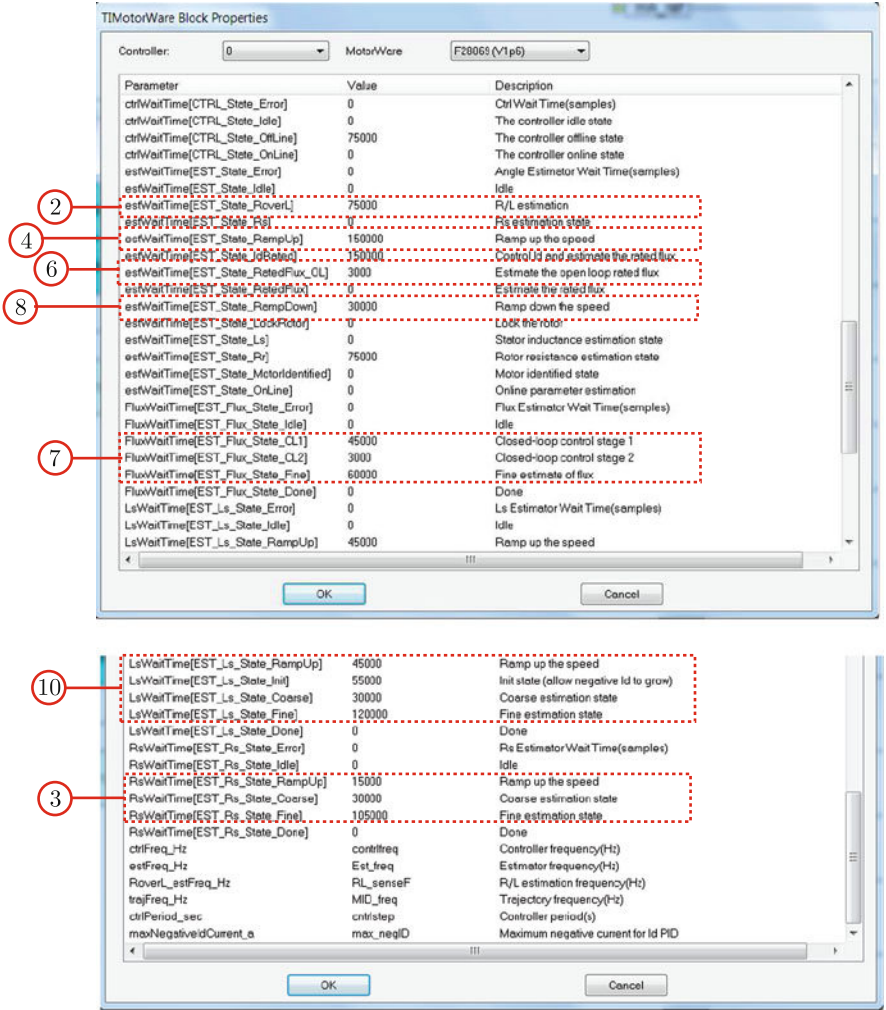 TIMotorWare Block Properties
Controller: 0 MotorWare F28069 (V1p6)
Parameter Value Description
ctrlWaitTime[CTRL_State_Error] 0 Ctrl Wait Time(samples)
ctrlWaitTime[CTRL_State_Idle] 0 The controller idle state
ctrlWaitTime[CTRL_State_OffLine] 75000 The controller offline state
ctrlWaitTime[CTRL_State_OnLine] 0 The controller online state
estWaitTime[EST_State_Error] 0 Angle Estimator Wait Time(samples)
estWaitTime[EST_State_Idle] 0 Idle
2 estWaitTime[EST_State_RoverL] 75000 R/L estimation
estWaitTime[EST_State_Rs] 0 Rs estimation state
4 estWaitTime[EST_State_RampUp] 150000 Ramp up the speed
estWaitTime[EST_State_IdRated] 150000 Control Id and estimate the rated flux
6 estWaitTime[EST_State_RatedFlux_OL] 3000 Estimate the open loop rated flux
estWaitTime[EST_State_RatedFlux] 0 Estimate the rated flux
8 estWaitTime[EST_State_RampDown] 30000 Ramp down the speed
estWaitTime[EST_State_LockRotor] 0 Lock the rotor
estWaitTime[EST_State_Ls] 0 Stator inductance estimation state
estWaitTime[EST_State_Rr] 75000 Rotor resistance estimation state
estWaitTime[EST_State_MotorIdentified] 0 Motor identified state
estWaitTime[EST_State_OnLine] 0 Online parameter estimation
FluxWaitTime[EST_Flux_State_Error] 0 Flux Estimator Wait Time(samples)
FluxWaitTime[EST_Flux_State_Idle] 0 Idle
FluxWaitTime[EST_Flux_State_CL1] 45000 Closed-loop control stage 1
7 FluxWaitTime[EST_Flux_State_CL2] 3000 Closed-loop control stage 2
FluxWaitTime[EST_Flux_State_Fine] 60000 Fine estimate of flux
FluxWaitTime[EST_Flux_State_Done] 0 Done
LsWaitTime[EST_Ls_State_Error] 0 Ls Estimator Wait Time(samples)
LsWaitTime[EST_Ls_State_Idle] 0 Idle
LsWaitTime[EST_Ls_State_RampUp] 45000 Ramp up the speed
OK Cancel
LsWaitTime[EST_Ls_State_RampUp] 45000 Ramp up the speed
10 LsWaitTime[EST_Ls_State_Init] 55000 Init state (allow negative Id to grow)
LsWaitTime[EST_Ls_State_Coarse] 30000 Coarse estimation state
LsWaitTime[EST_Ls_State_Fine] 120000 Fine estimation state
LsWaitTime[EST_Ls_State_Done] 0 Done
RsWaitTime[EST_Rs_State_Error] 0 Rs Estimator Wait Time(samples)
RsWaitTime[EST_Rs_State_Idle] 0 Idle
RsWaitTime[EST_Rs_State_RampUp] 15000 Ramp up the speed
3 RsWaitTime[EST_Rs_State_Coarse] 30000 Coarse estimation state
RsWaitTime[EST_Rs_State_Fine] 105000 Fine estimation state
RsWaitTime[EST_Rs_State_Done] 0 Done
ctrlFreq_Hz contrlfreq Controller frequency(Hz)
estFreq_Hz Est_freq Estimator frequency(Hz)
RoverL_estFreq_Hz RL_senseF R/L estimation frequency(Hz)
trajFreq_Hz MID_freq Trajectory frequency(Hz)
ctrlPeriod_sec cntrlstep Controller period(s)
maxNegativeIdCurrent_a max_negID Maximum negative current for Id PID
OK Cancel